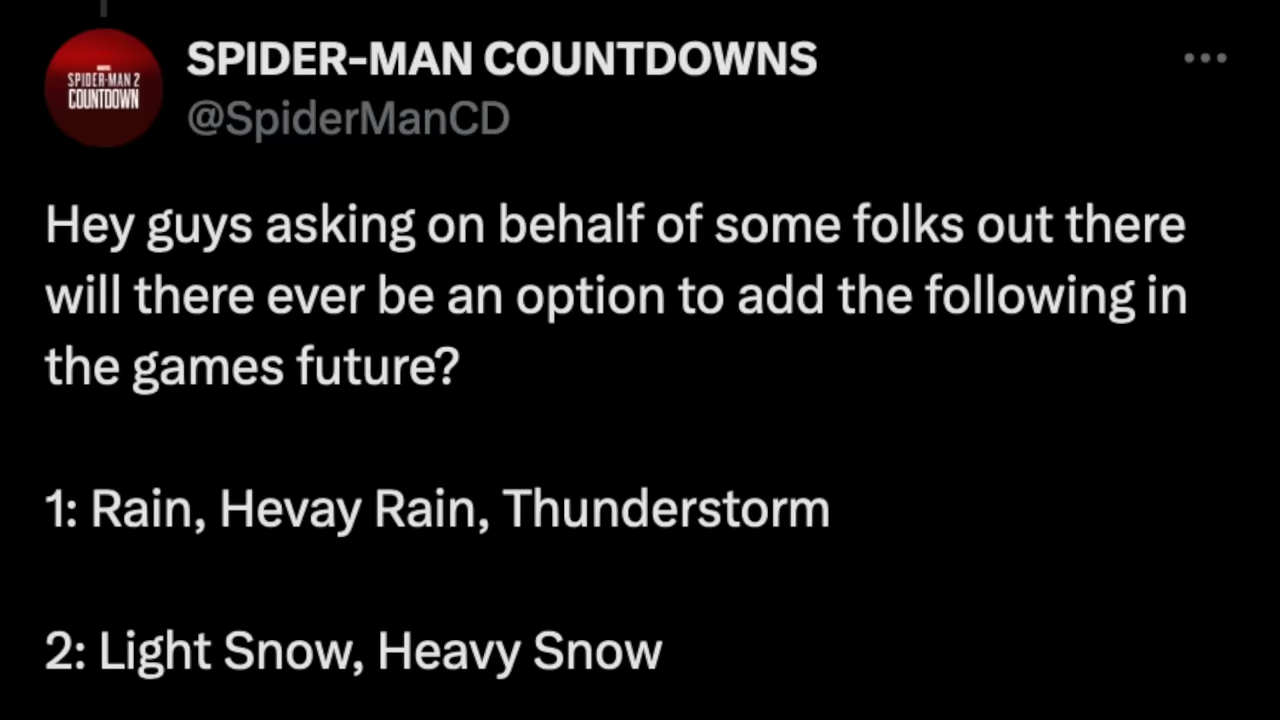 SPIDER-MAN COUNTDOWNS
@SpiderManCD
MARVEL
SPIDER-MAN 2
COUNTDOWN
Hey guys asking on behalf of some folks out there
will there ever be an option to add the following in
the games future?
1: Rain, Hevay Rain, Thunderstorm
2: Light Snow, Heavy Snow